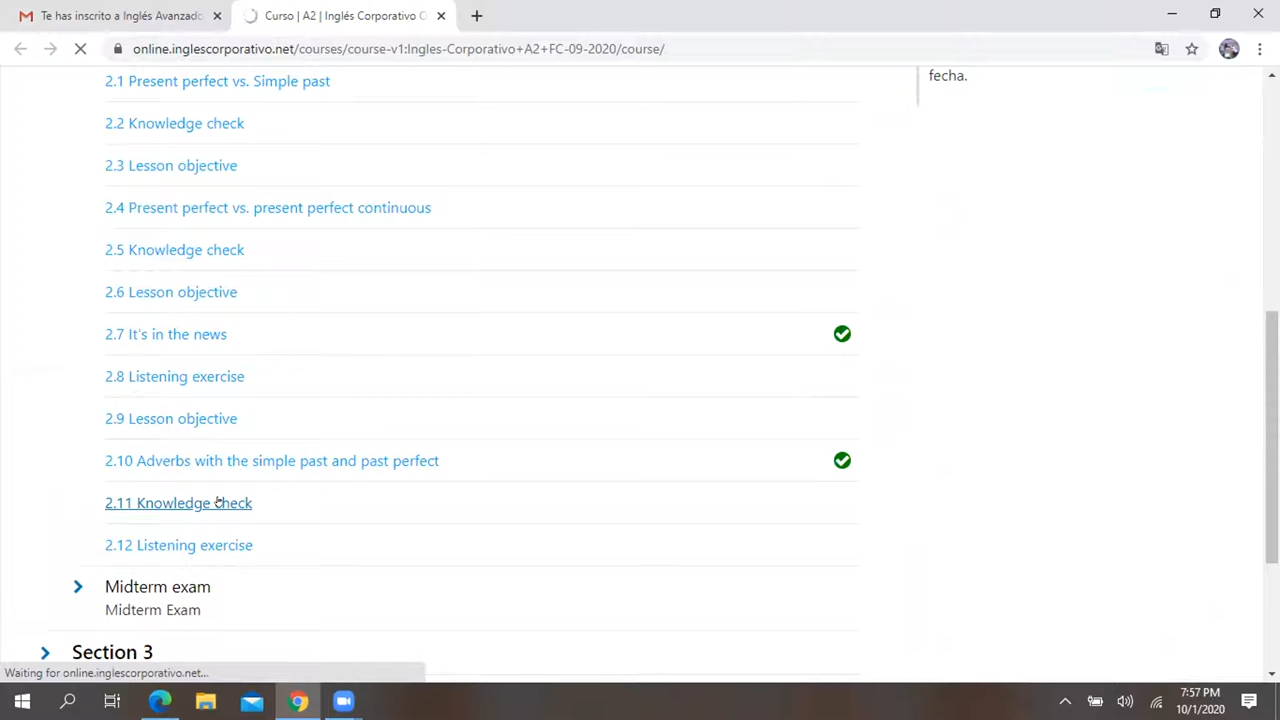 Te has inscrito a Inglés Avanzado
Curso | A2 | Inglés Corporativo C
online.inglescorporativo.net/courses/course-v1:Ingles-Corporativo+A2+FC-09-2020/course/
2.1 Present perfect vs. Simple past
fecha.
2.2 Knowledge check
2.3 Lesson objective
2.4 Present perfect vs. present perfect continuous
2.5 Knowledge check
2.6 Lesson objective
2.7 It's in the news
2.8 Listening exercise
2.9 Lesson objective
2.10 Adverbs with the simple past and past perfect
2.11 Knowledge check
2.12 Listening exercise
Midterm exam
Midterm Exam
Section 3
Waiting for online.inglescorporativo.net...
7:57 PM
10/1/2020